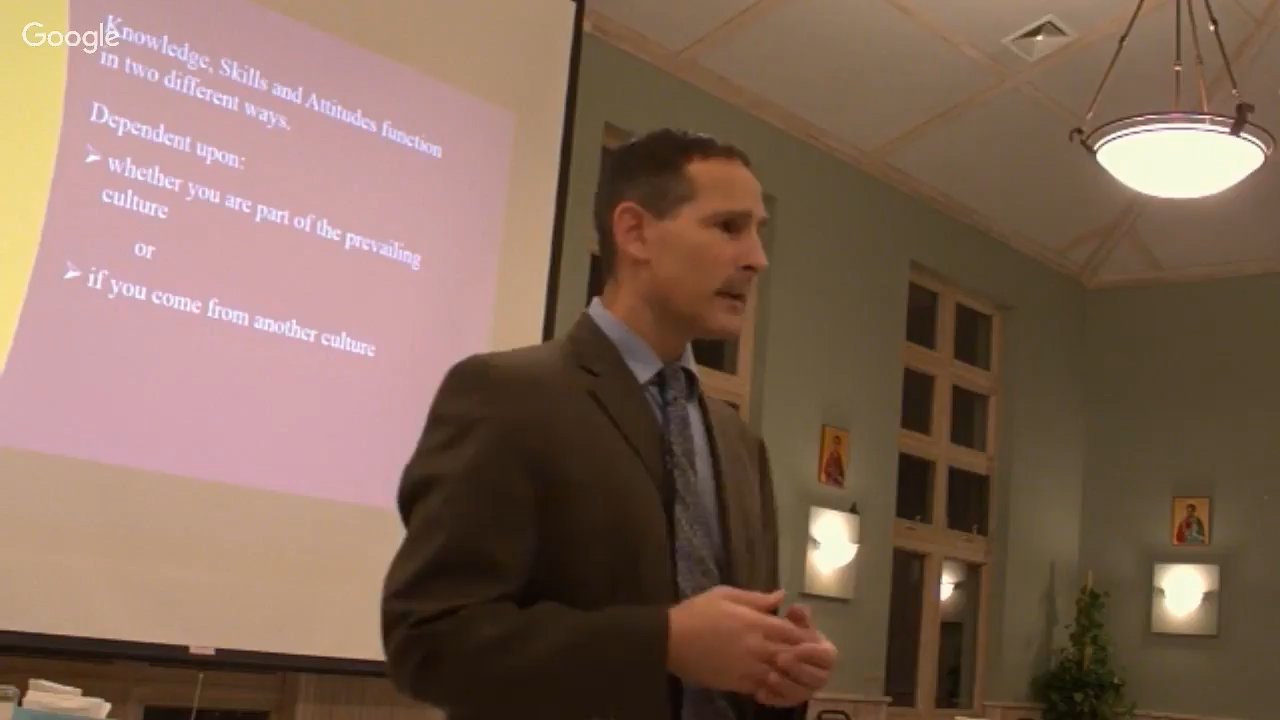 Google
Knowledge, Skills and Attitudes function
in two different ways.
Dependent upon:
whether you are part of the prevailing
culture
or
if you come from another culture